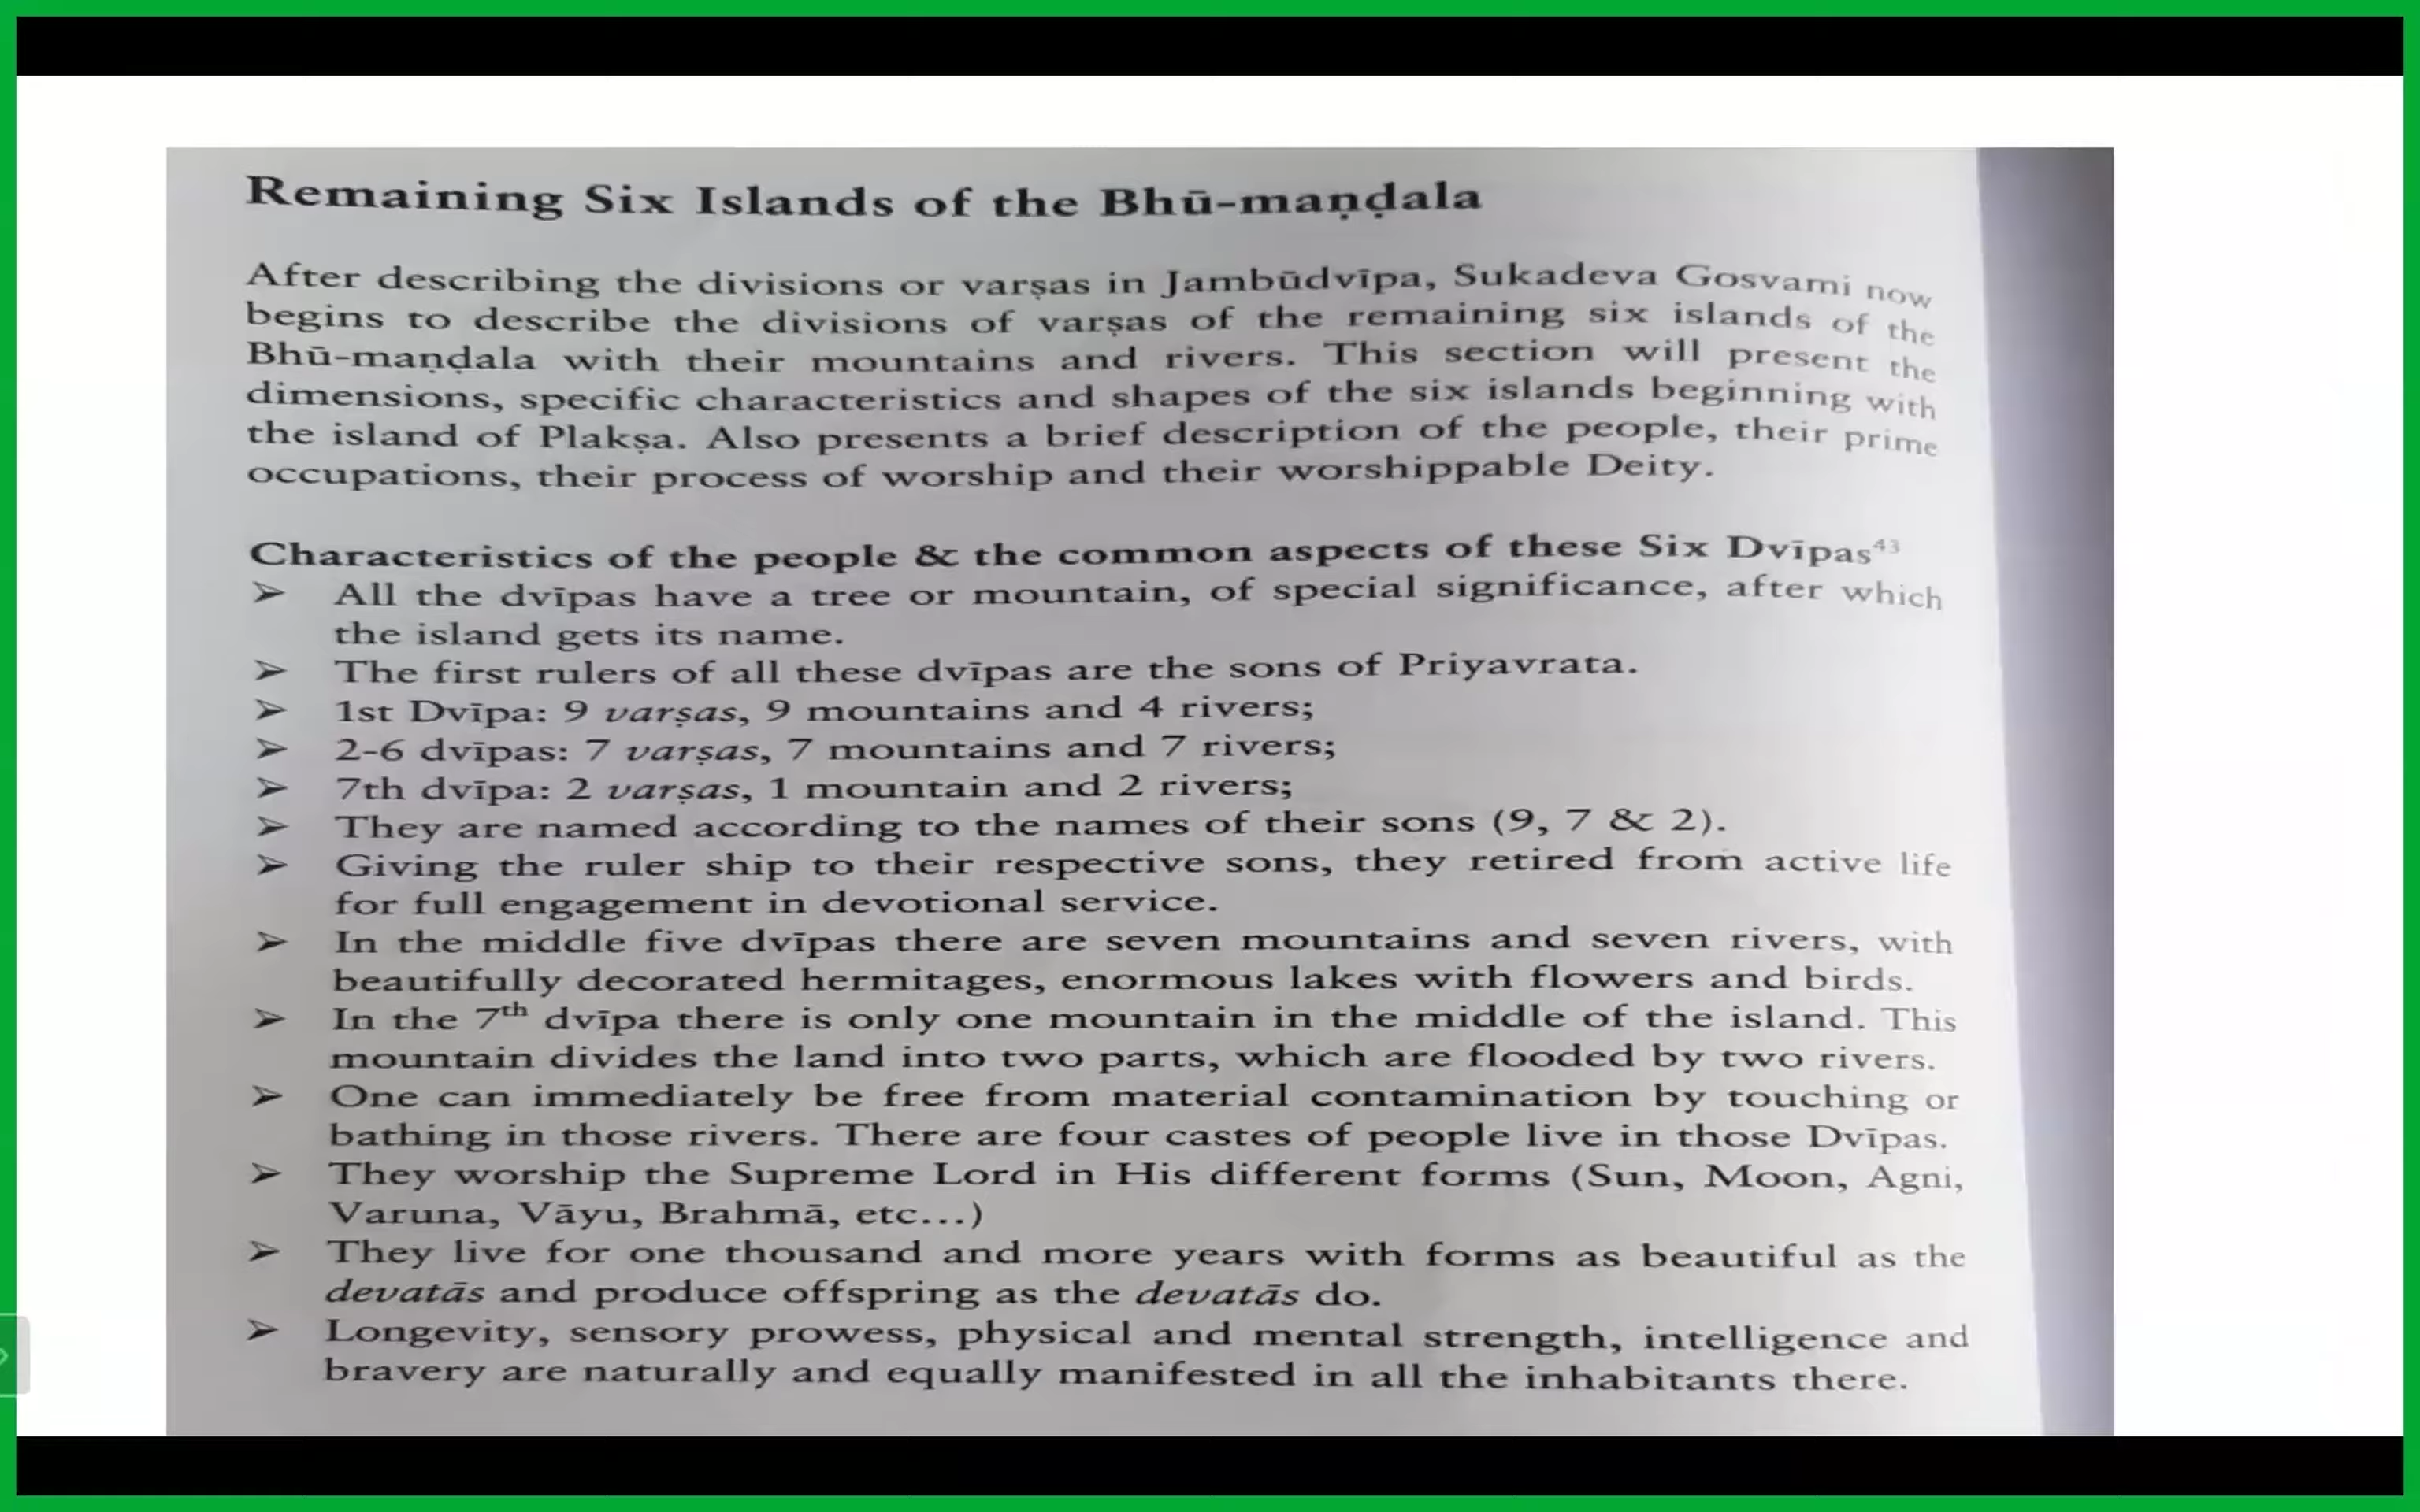 Remaining Six Islands of the Bhū-maṇḍala
After describing the divisions or varṣas in Jambūdvīpa, Sukadeva Gosvami now
begins to describe the divisions of varṣas of the remaining six islands of the
Bhū-maṇḍala with their mountains and rivers. This section will present the
dimensions, specific characteristics and shapes of the six islands beginning with
the island of Plakṣa. Also presents a brief description of the people, their prime
occupations, their process of worship and their worshippable Deity.
Characteristics of the people & the common aspects of these Six Dvīpas⁴³
➢ All the dvīpas have a tree or mountain, of special significance, after which
the island gets its name.
➢ The first rulers of all these dvīpas are the sons of Priyavrata.
➢ 1st Dvīpa: 9 varṣas, 9 mountains and 4 rivers;
➢ 2-6 dvīpas: 7 varṣas, 7 mountains and 7 rivers;
➢ 7th dvīpa: 2 varṣas, 1 mountain and 2 rivers;
➢ They are named according to the names of their sons (9, 7 & 2).
➢ Giving the ruler ship to their respective sons, they retired from active life
for full engagement in devotional service.
➢ In the middle five dvīpas there are seven mountains and seven rivers, with
beautifully decorated hermitages, enormous lakes with flowers and birds.
➢ In the 7th dvīpa there is only one mountain in the middle of the island. This
mountain divides the land into two parts, which are flooded by two rivers.
➢ One can immediately be free from material contamination by touching or
bathing in those rivers. There are four castes of people live in those Dvīpas.
➢ They worship the Supreme Lord in His different forms (Sun, Moon, Agni,
Varuna, Vāyu, Brahmā, etc...)
➢ They live for one thousand and more years with forms as beautiful as the
devatās and produce offspring as the devatās do.
➢ Longevity, sensory prowess, physical and mental strength, intelligence and
bravery are naturally and equally manifested in all the inhabitants there.